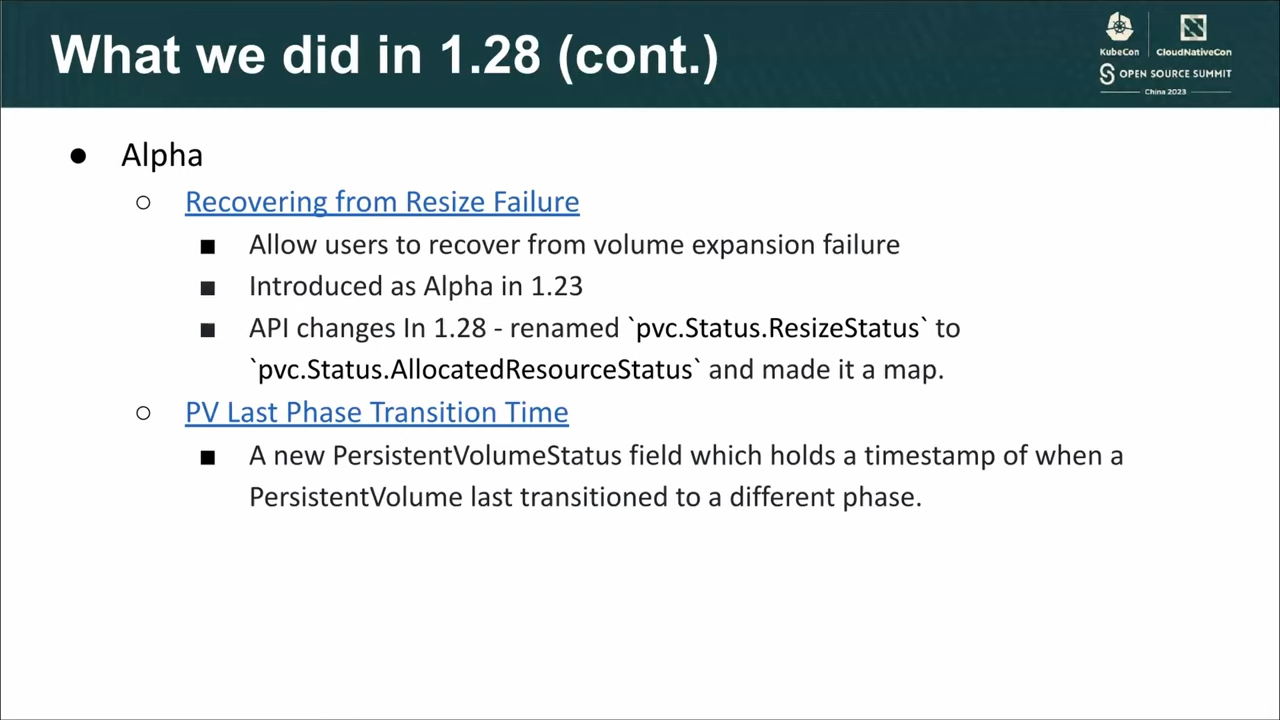 What we did in 1.28 (cont.)
KubeCon
CloudNativeCon
OPEN SOURCE SUMMIT
China 2023
● Alpha
○ Recovering from Resize Failure
■ Allow users to recover from volume expansion failure
■ Introduced as Alpha in 1.23
■ API changes In 1.28 - renamed `pvc.Status.ResizeStatus` to
`pvc.Status.AllocatedResourceStatus` and made it a map.
○ PV Last Phase Transition Time
■ A new PersistentVolumeStatus field which holds a timestamp of when a
PersistentVolume last transitioned to a different phase.